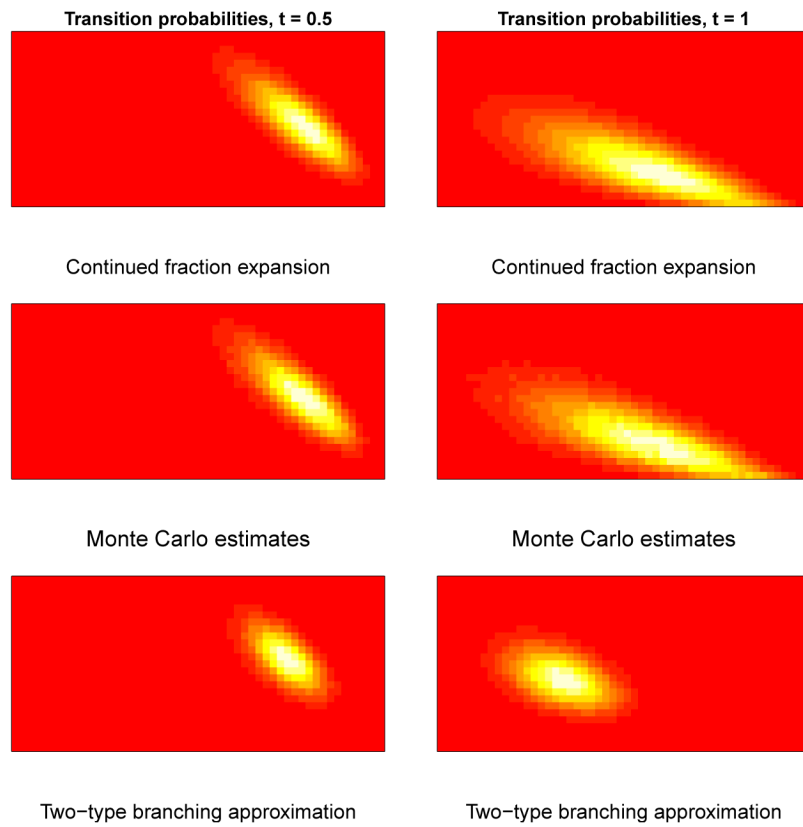 Transition probabilities, t = 0.5
Transition probabilities, t = 1
Continued fraction expansion
Continued fraction expansion
Monte Carlo estimates
Monte Carlo estimates
Two−type branching approximation
Two−type branching approximation